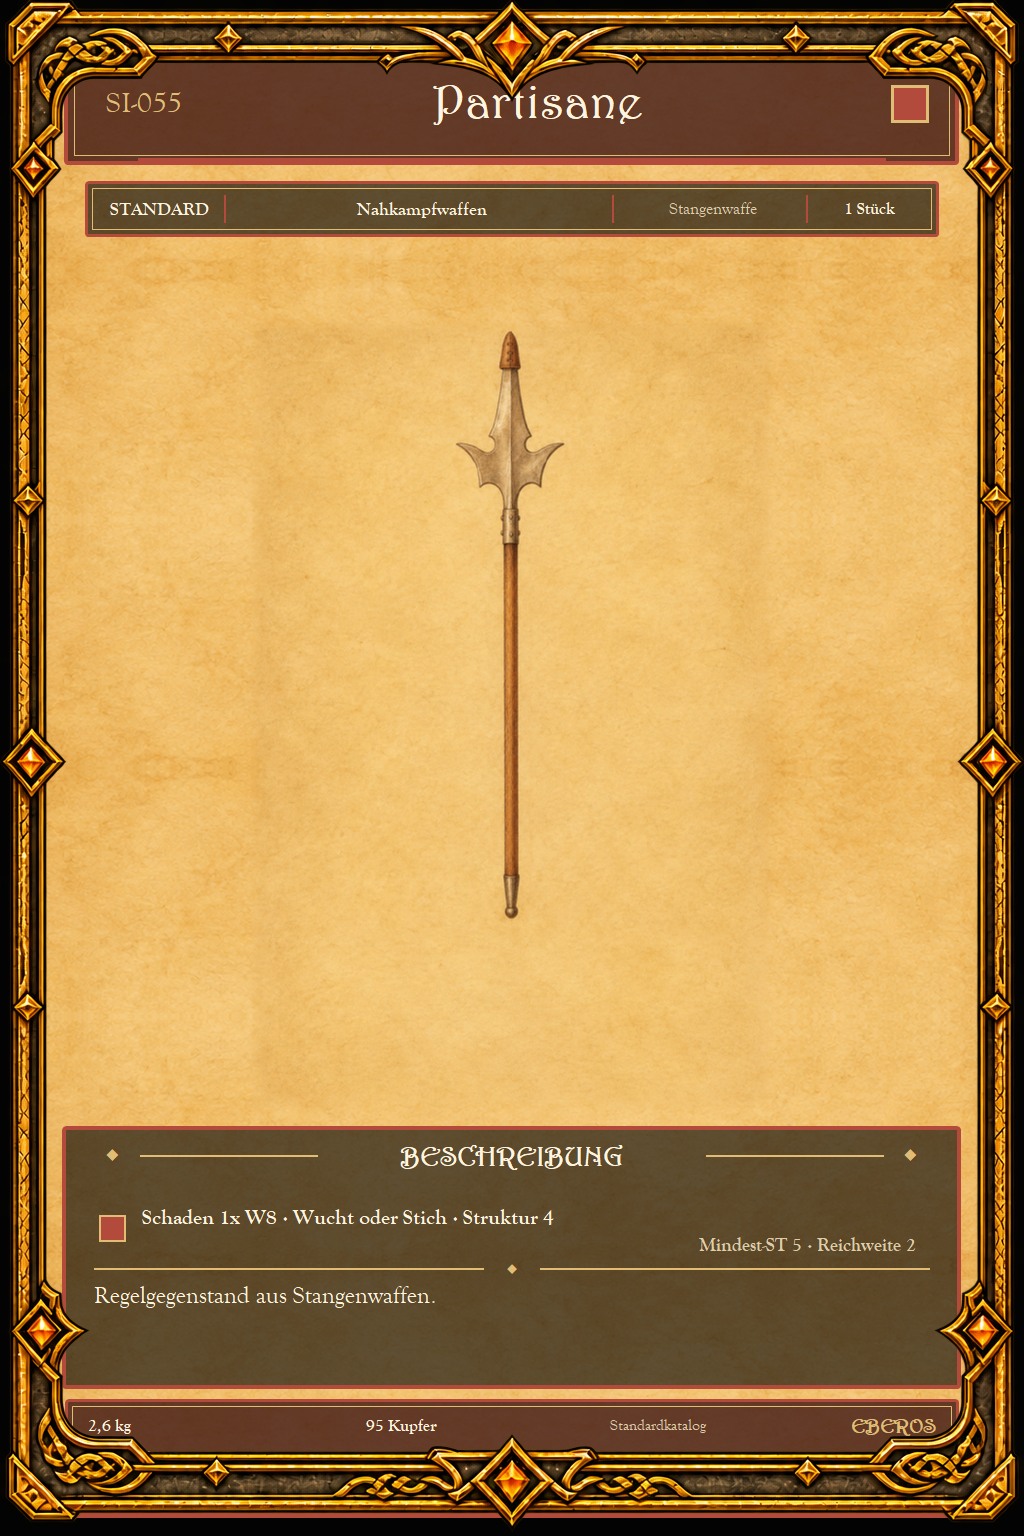 SI-055
Partisane
STANDARD
Nahkampfwaffen
Stangenwaffe
1 Stück
BESCHREIBUNG
Schaden 1x W8 · Wucht oder Stich · Struktur 4
Mindest-ST 5 · Reichweite 2
Regelgegenstand aus Stangenwaffen.
2,6 kg
95 Kupfer
Standardkatalog
EBEROS